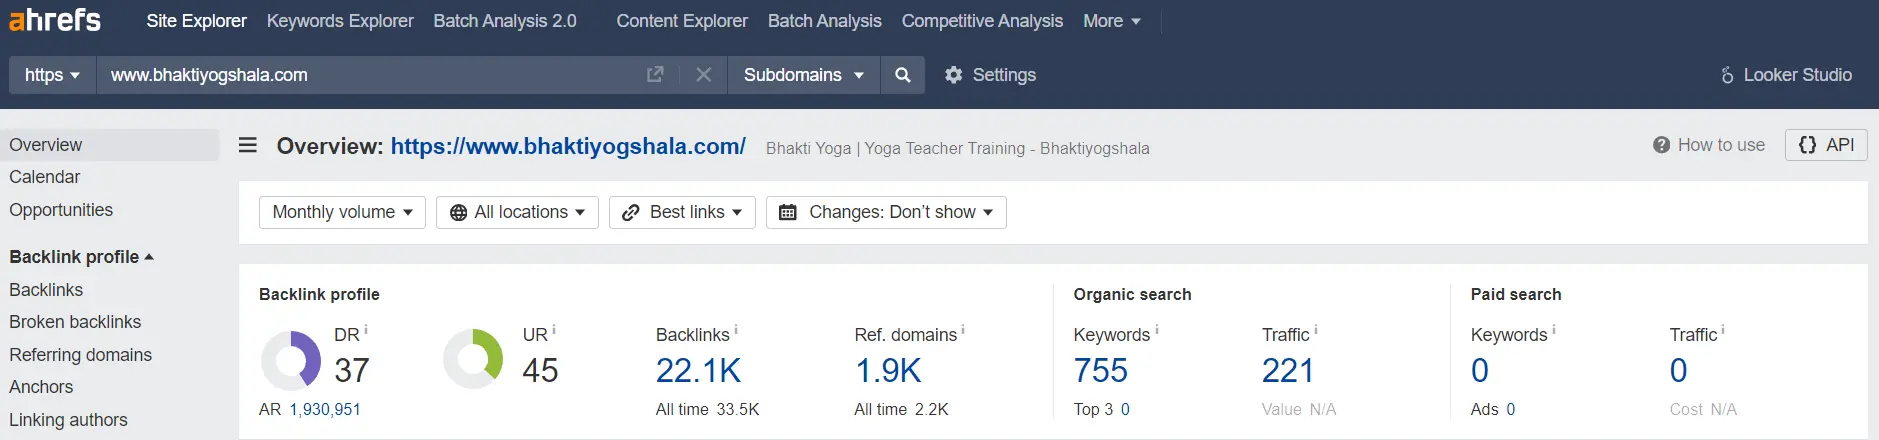 ahrefs Site Explorer Keywords Explorer Batch Analysis 2.0 Content Explorer Batch Analysis Competitive Analysis More
https www.bhaktiyogshala.com Subdomains Settings Looker Studio
Overview
Calendar
Opportunities
Backlink profile
Backlinks
Broken backlinks
Referring domains
Anchors
Linking authors
Overview: https://www.bhaktiyogshala.com/ Bhakti Yoga | Yoga Teacher Training - Bhaktiyogshala How to use API
Monthly volume All locations Best links Changes: Don't show
Backlink profile Organic search Paid search
DR UR Backlinks Ref. domains Keywords Traffic Keywords Traffic
37 45 22.1K 1.9K 755 221 0 0
AR 1,930,951 All time 33.5K All time 2.2K Top 3 0 Value N/A Ads 0 Cost N/A